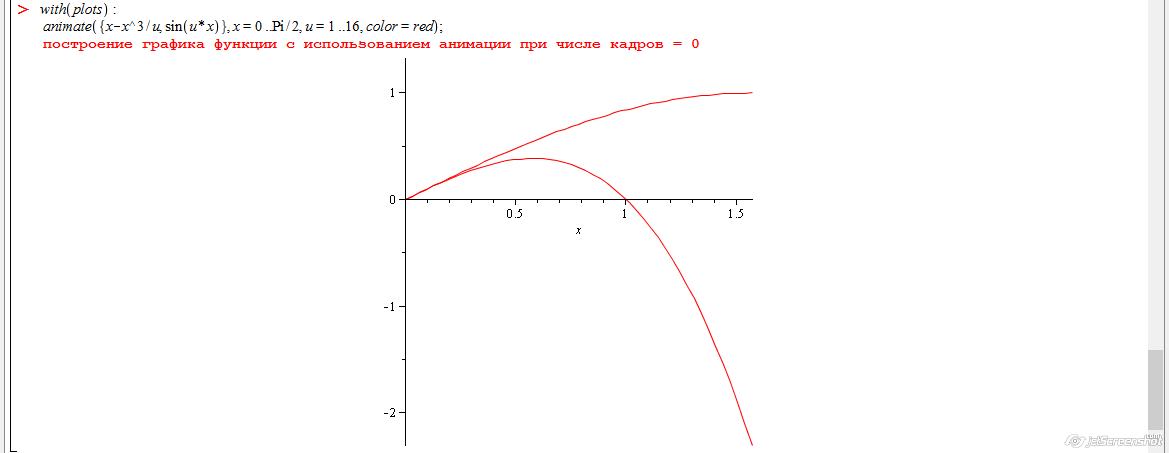 > with(plots) :
animate({x-x^3/u, sin(u*x)}, x = 0 ..Pi/2, u = 1 ..16, color = red);
построение графика функции с использованием анимации при числе кадров = 0
1
0
0.5
1
1.5
x
-1
-2
.com
jetScreenshot